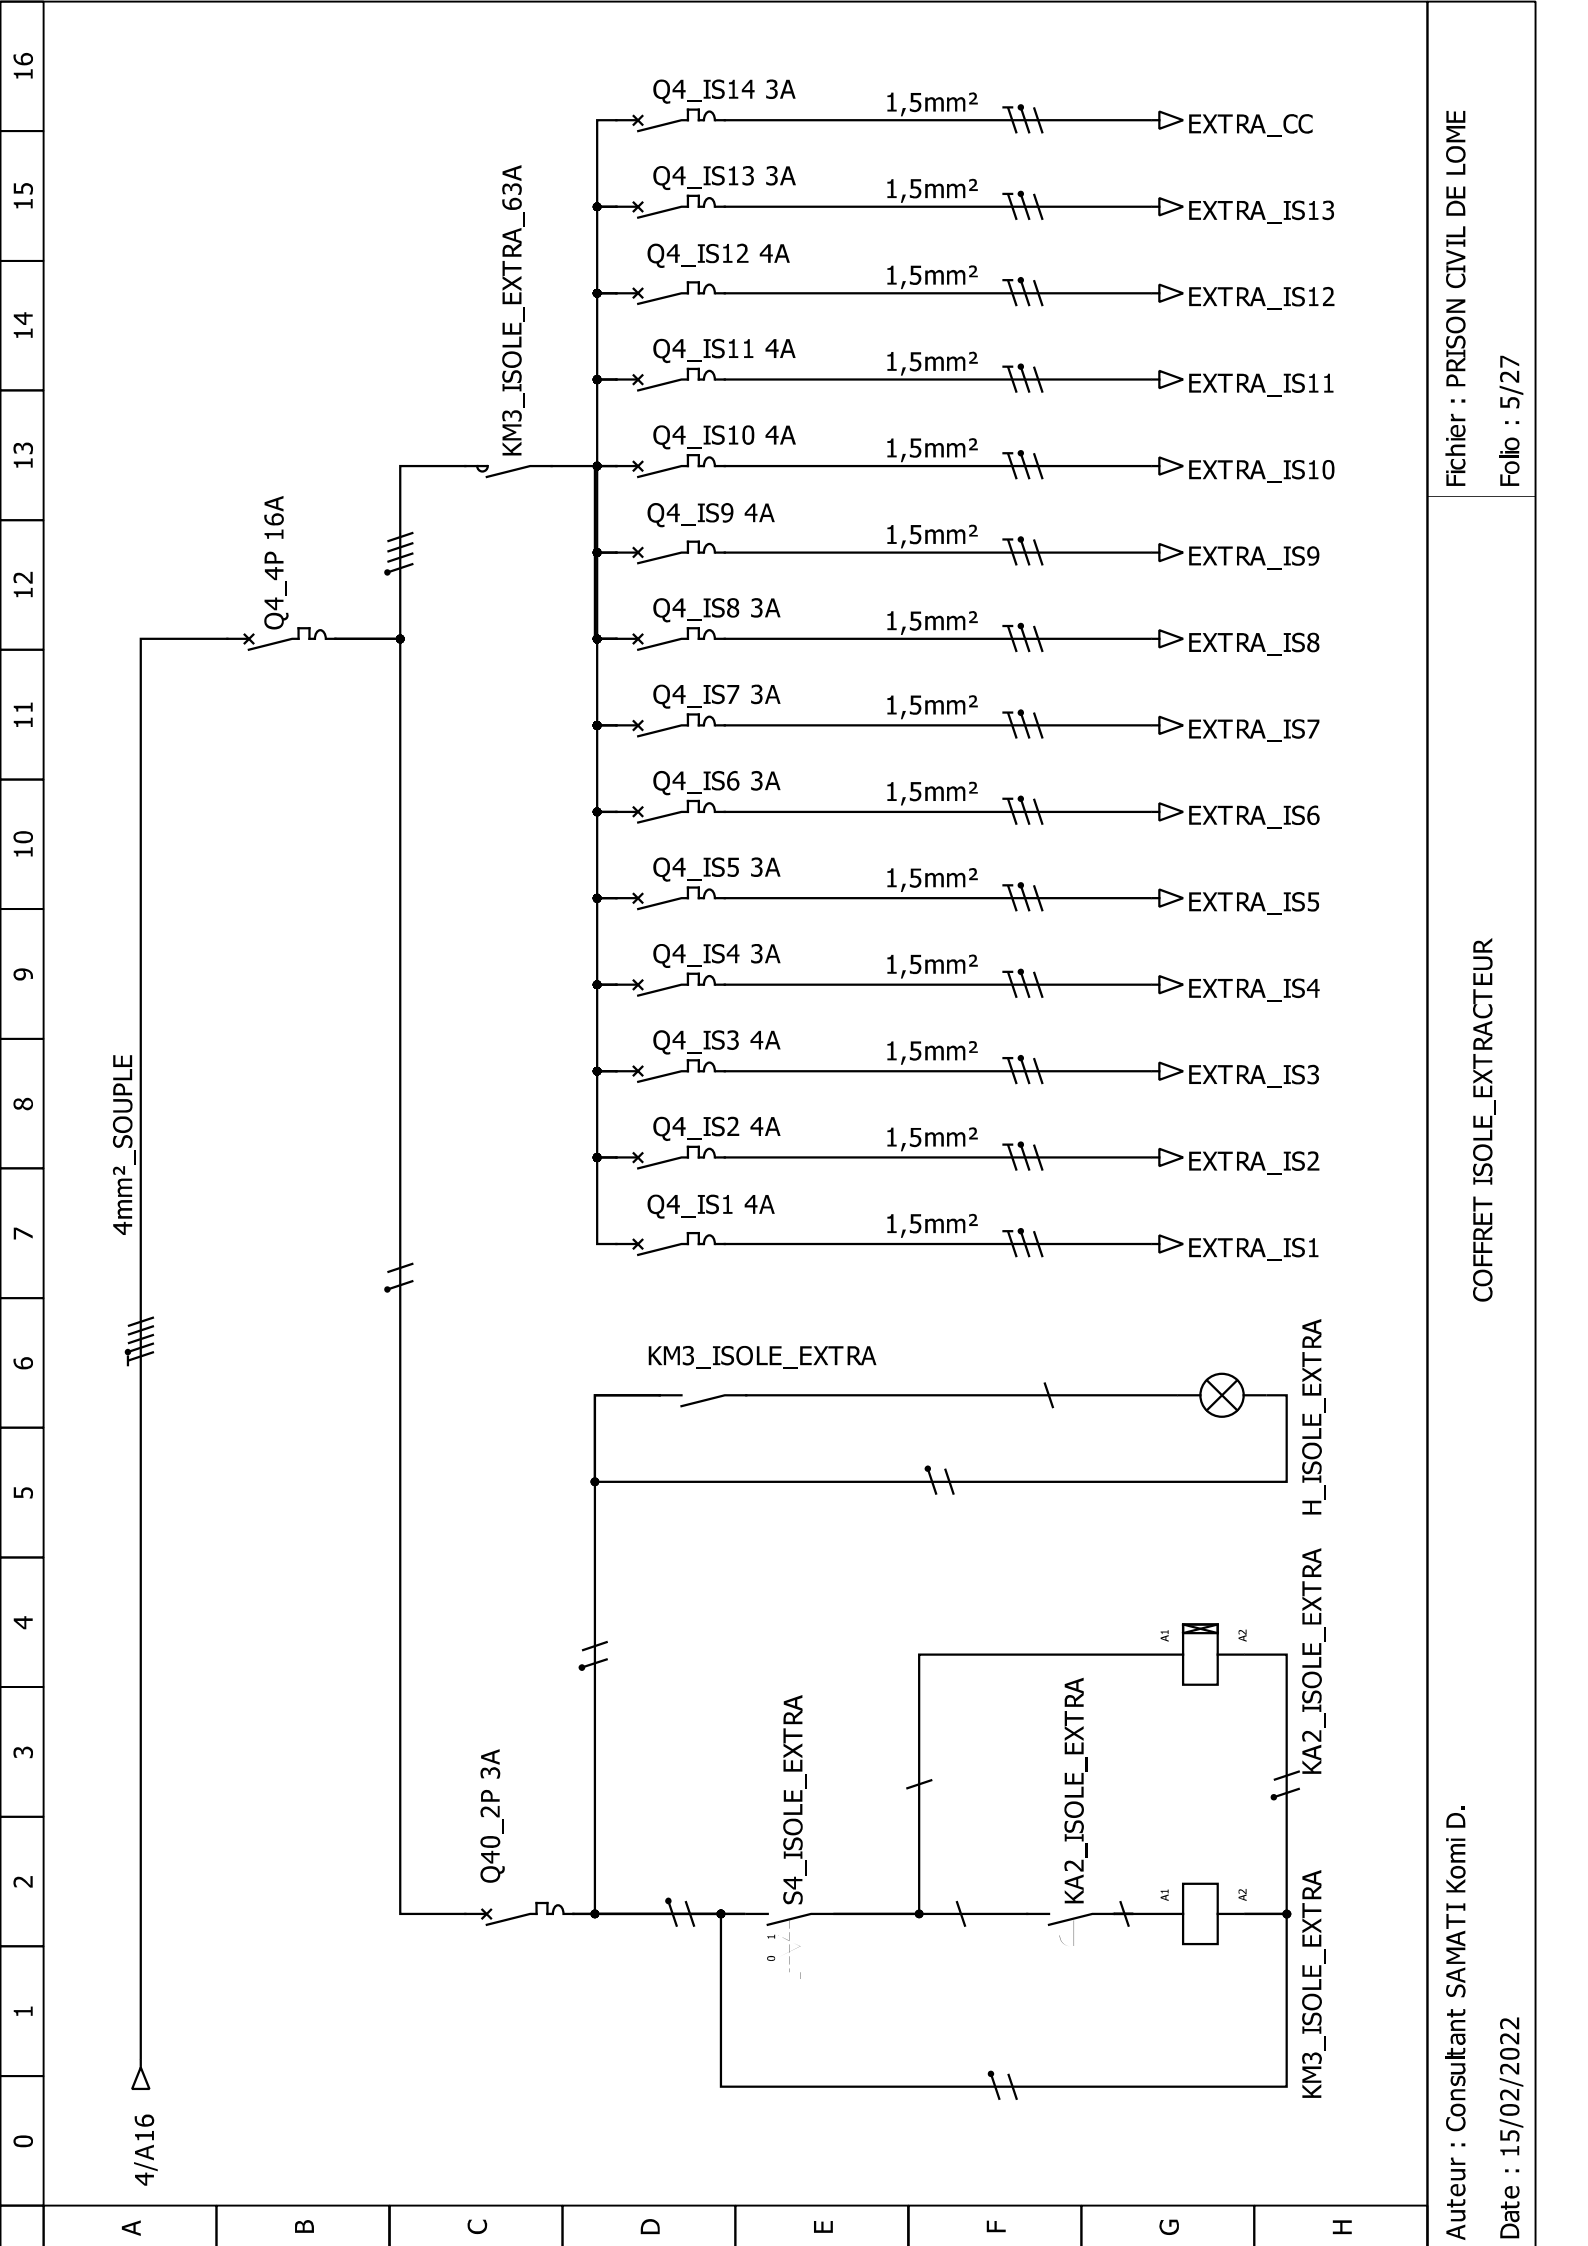 0 1 2 3 4 5 6 7 8 9 10 11 12 13 14 15 16
A
B
C
D
E
F
G
H
4/A16
4mm²_SOUPLE
Q4_4P 16A
Q40_2P 3A
KM3_ISOLE_EXTRA_63A
Q4_IS14 3A 1,5mm² EXTRA_CC
Q4_IS13 3A 1,5mm² EXTRA_IS13
Q4_IS12 4A 1,5mm² EXTRA_IS12
Q4_IS11 4A 1,5mm² EXTRA_IS11
Q4_IS10 4A 1,5mm² EXTRA_IS10
Q4_IS9 4A 1,5mm² EXTRA_IS9
Q4_IS8 3A 1,5mm² EXTRA_IS8
Q4_IS7 3A 1,5mm² EXTRA_IS7
Q4_IS6 3A 1,5mm² EXTRA_IS6
Q4_IS5 3A 1,5mm² EXTRA_IS5
Q4_IS4 3A 1,5mm² EXTRA_IS4
Q4_IS3 4A 1,5mm² EXTRA_IS3
Q4_IS2 4A 1,5mm² EXTRA_IS2
Q4_IS1 4A 1,5mm² EXTRA_IS1
KM3_ISOLE_EXTRA
H_ISOLE_EXTRA
S4_ISOLE_EXTRA
0 1
KA2_ISOLE_EXTRA
A1
A2
A1
A2
KM3_ISOLE_EXTRA
KA2_ISOLE_EXTRA
Auteur : Consultant SAMATI Komi D.
Date : 15/02/2022
COFFRET ISOLE_EXTRACTEUR
Fichier : PRISON CIVIL DE LOME
Folio : 5/27